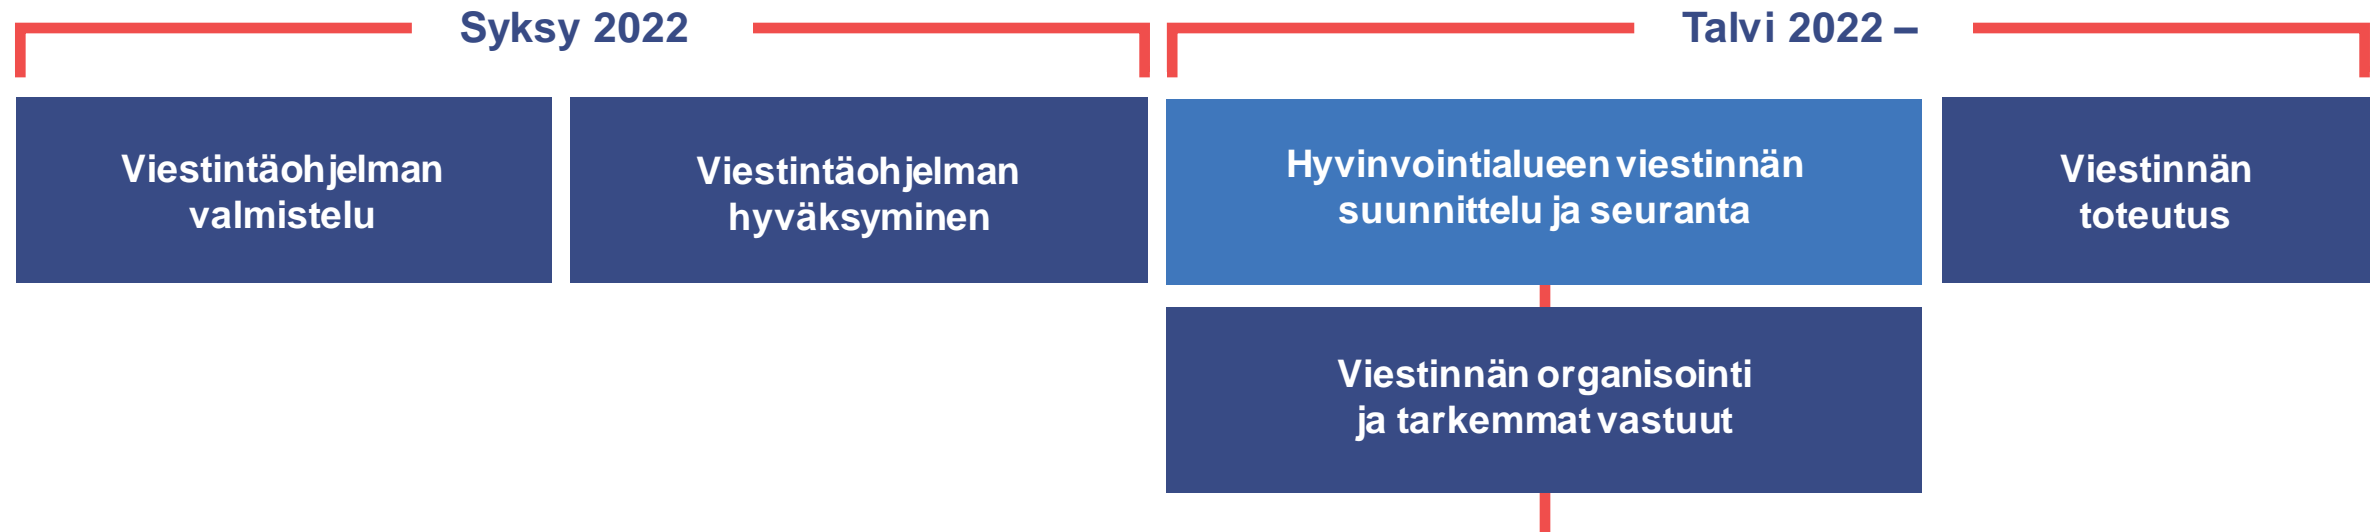 Syksy 2022
Talvi 2022 –
Viestintäohjelman
valmistelu
Viestintäohjelman
hyväksyminen
Hyvinvointialueen viestinnän
suunnittelu ja seuranta
Viestinnän
toteutus
Viestinnän organisointi
ja tarkemmat vastuut